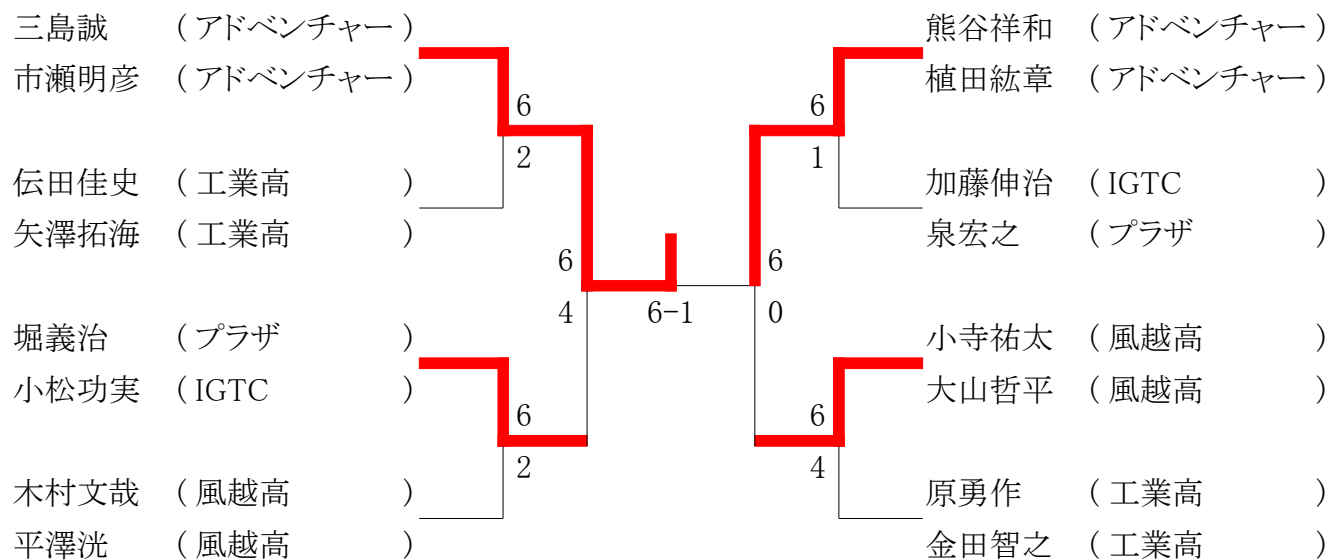 三島誠 （アドベンチャー）
市瀬明彦 （アドベンチャー）
6
2
伝田佳史 （工業高）
矢澤拓海 （工業高）
6
4
堀義治 （プラザ）
小松功実 （IGTC）
6
2
木村文哉 （風越高）
平澤洸 （風越高）
6-1
熊谷祥和 （アドベンチャー）
植田紘章 （アドベンチャー）
6
1
加藤伸治 （IGTC）
泉宏之 （プラザ）
6
0
小寺祐太 （風越高）
大山哲平 （風越高）
6
4
原勇作 （工業高）
金田智之 （工業高）